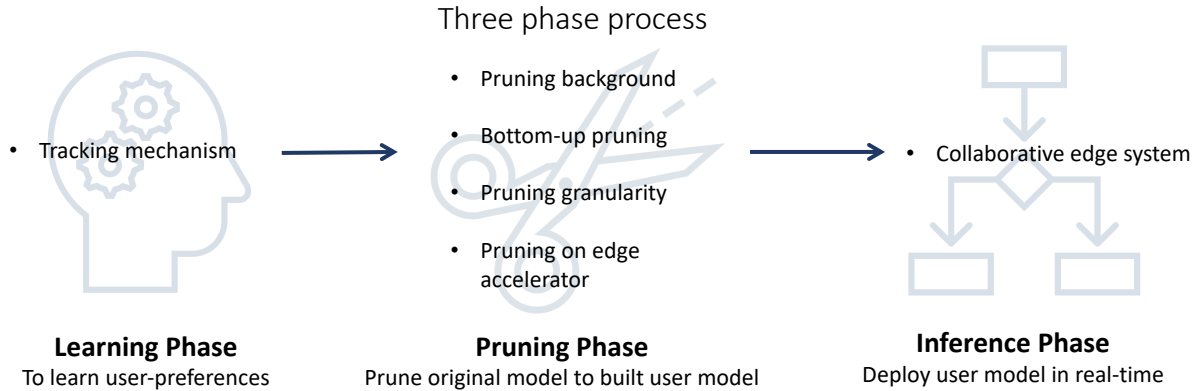 Three phase process
• Tracking mechanism
• Pruning background
• Bottom-up pruning
• Pruning granularity
• Pruning on edge
accelerator
• Collaborative edge system
Learning Phase
To learn user-preferences
Pruning Phase
Prune original model to built user model
Inference Phase
Deploy user model in real-time